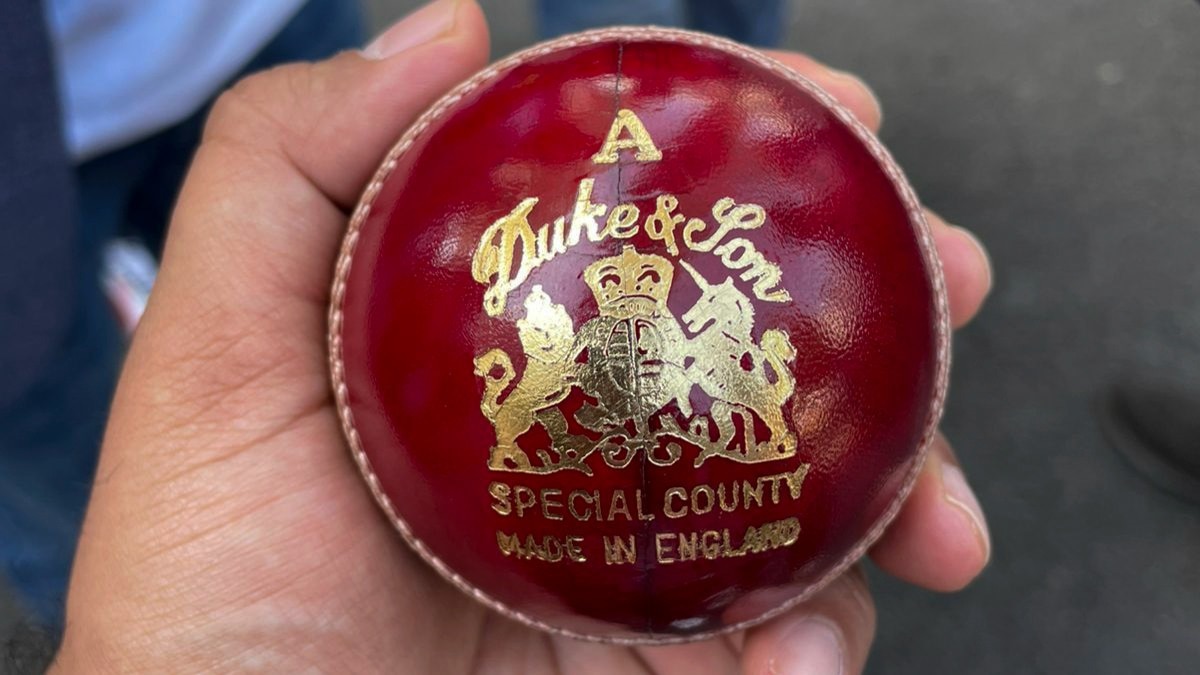 A
Duke & Son
SPECIAL COUNTY
MADE IN ENGLAND